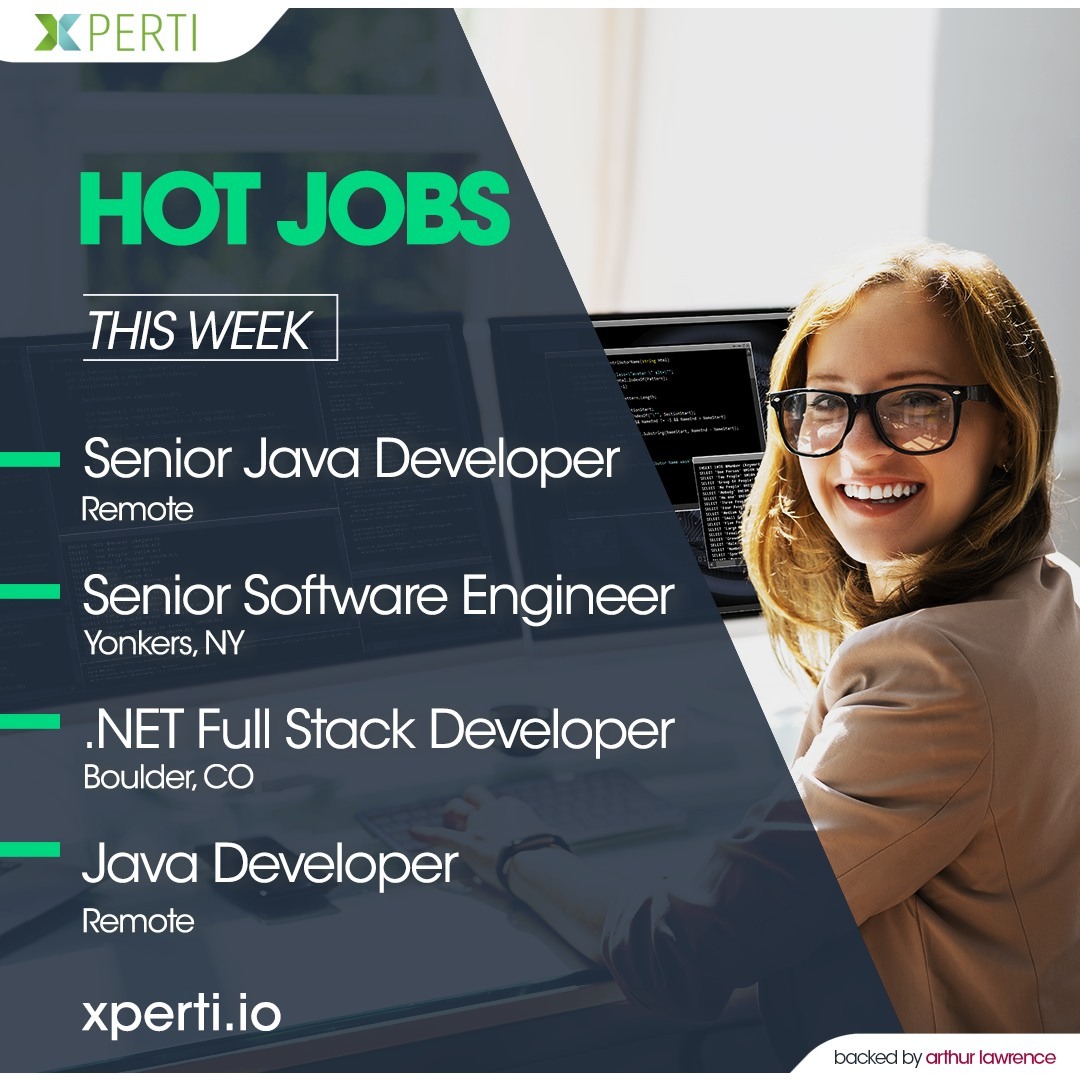 XPERTI
HOT JOBS
THIS WEEK
Senior Java Developer
Remote
Senior Software Engineer
Yonkers, NY
.NET Full Stack Developer
Boulder, CO
Java Developer
Remote
xperti.io
backed by arthur lawrence